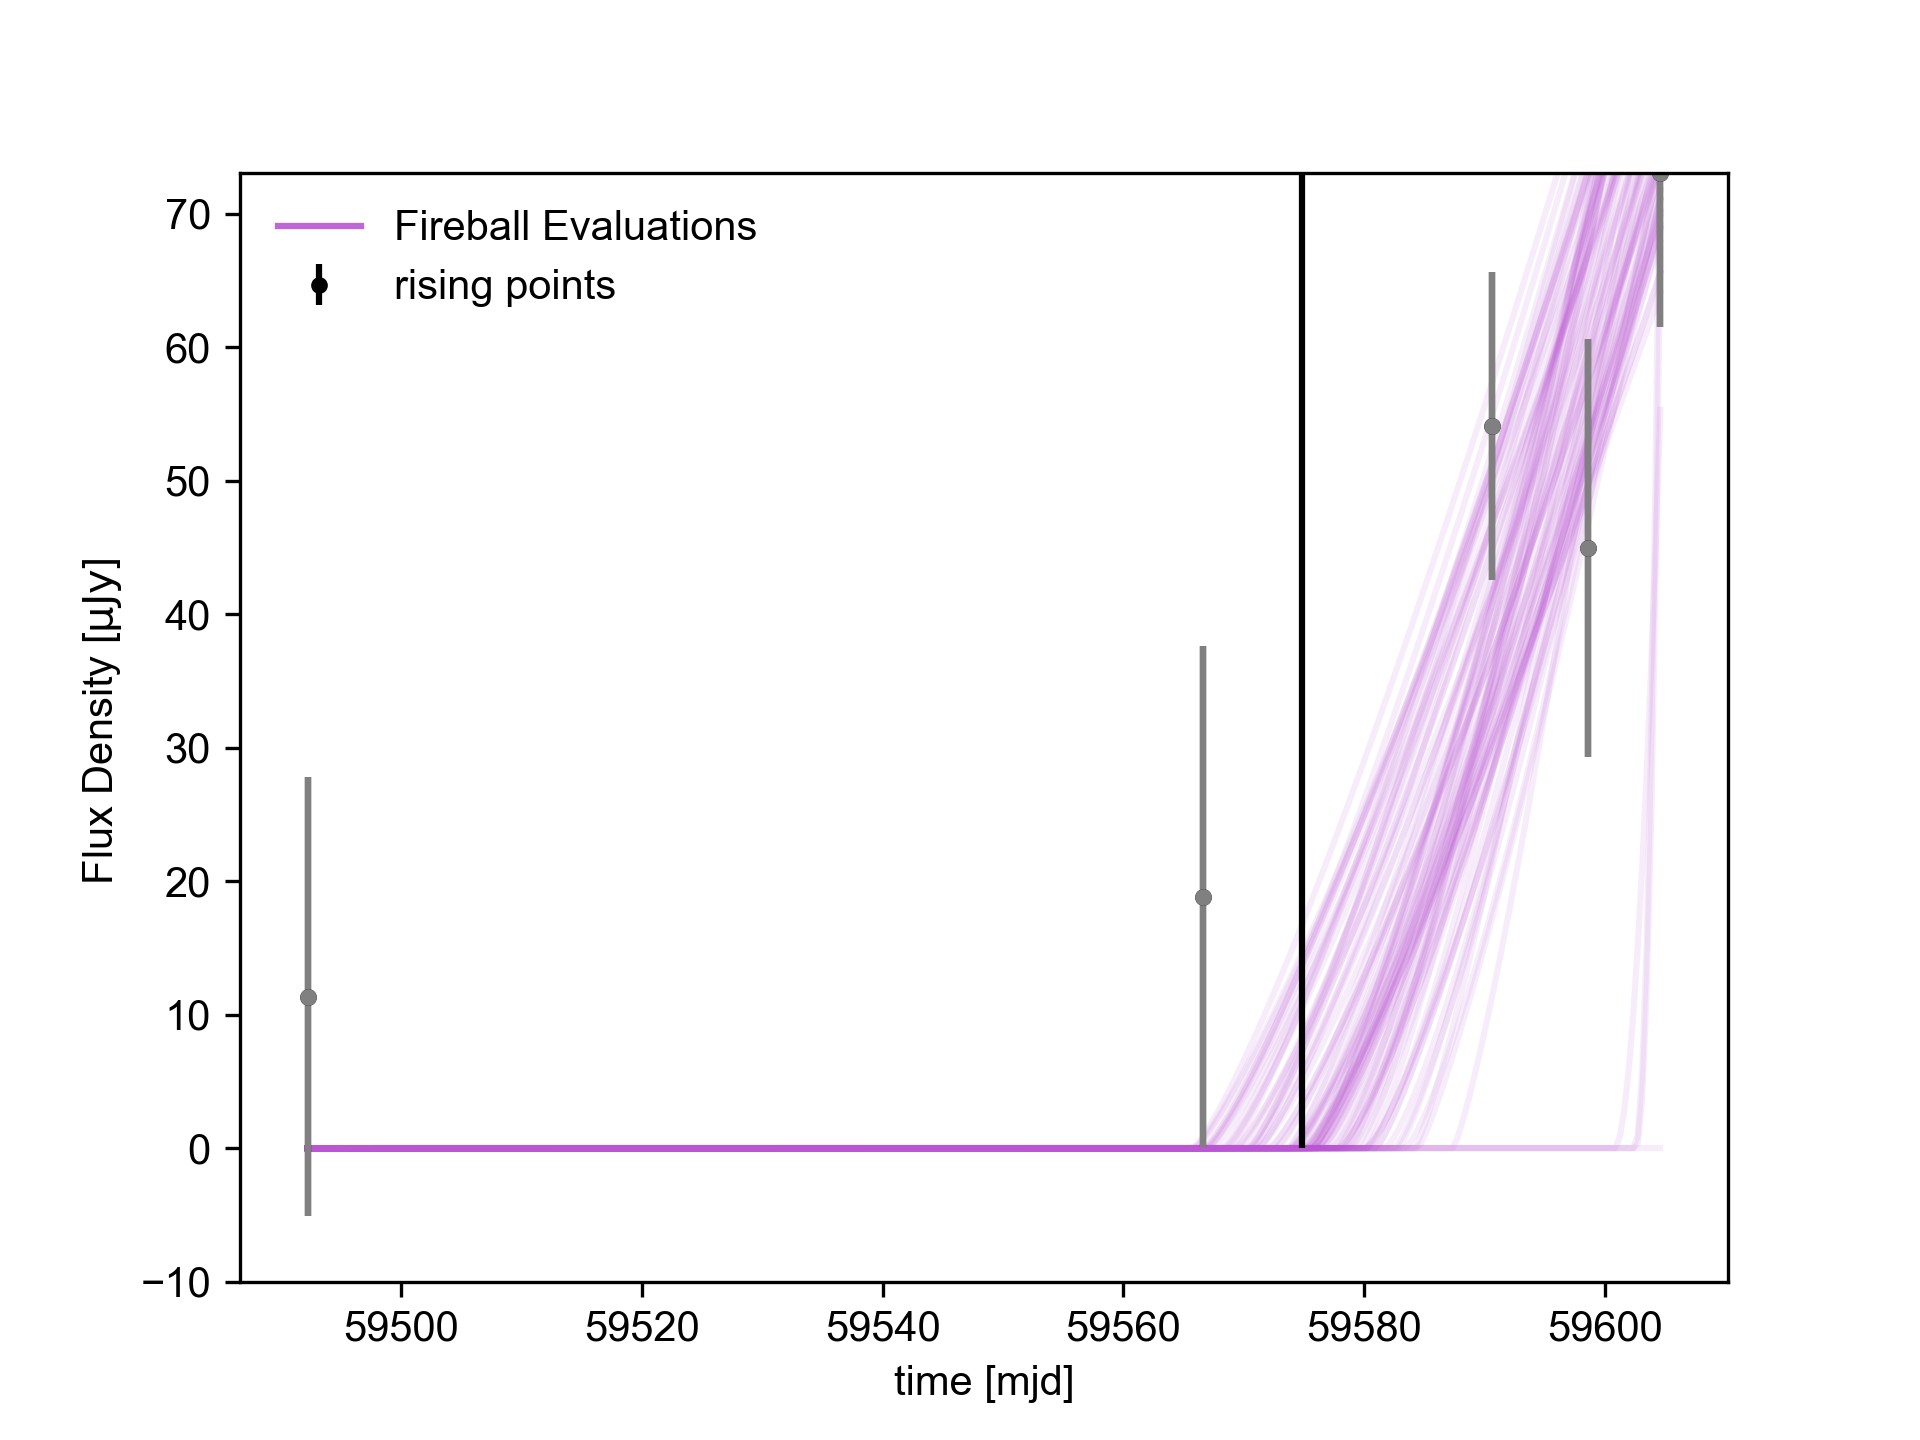 Fireball Evaluations
rising points
70
60
50
40
30
20
10
0
−10
Flux Density [µJy]
59500 59520 59540 59560 59580 59600
time [mjd]